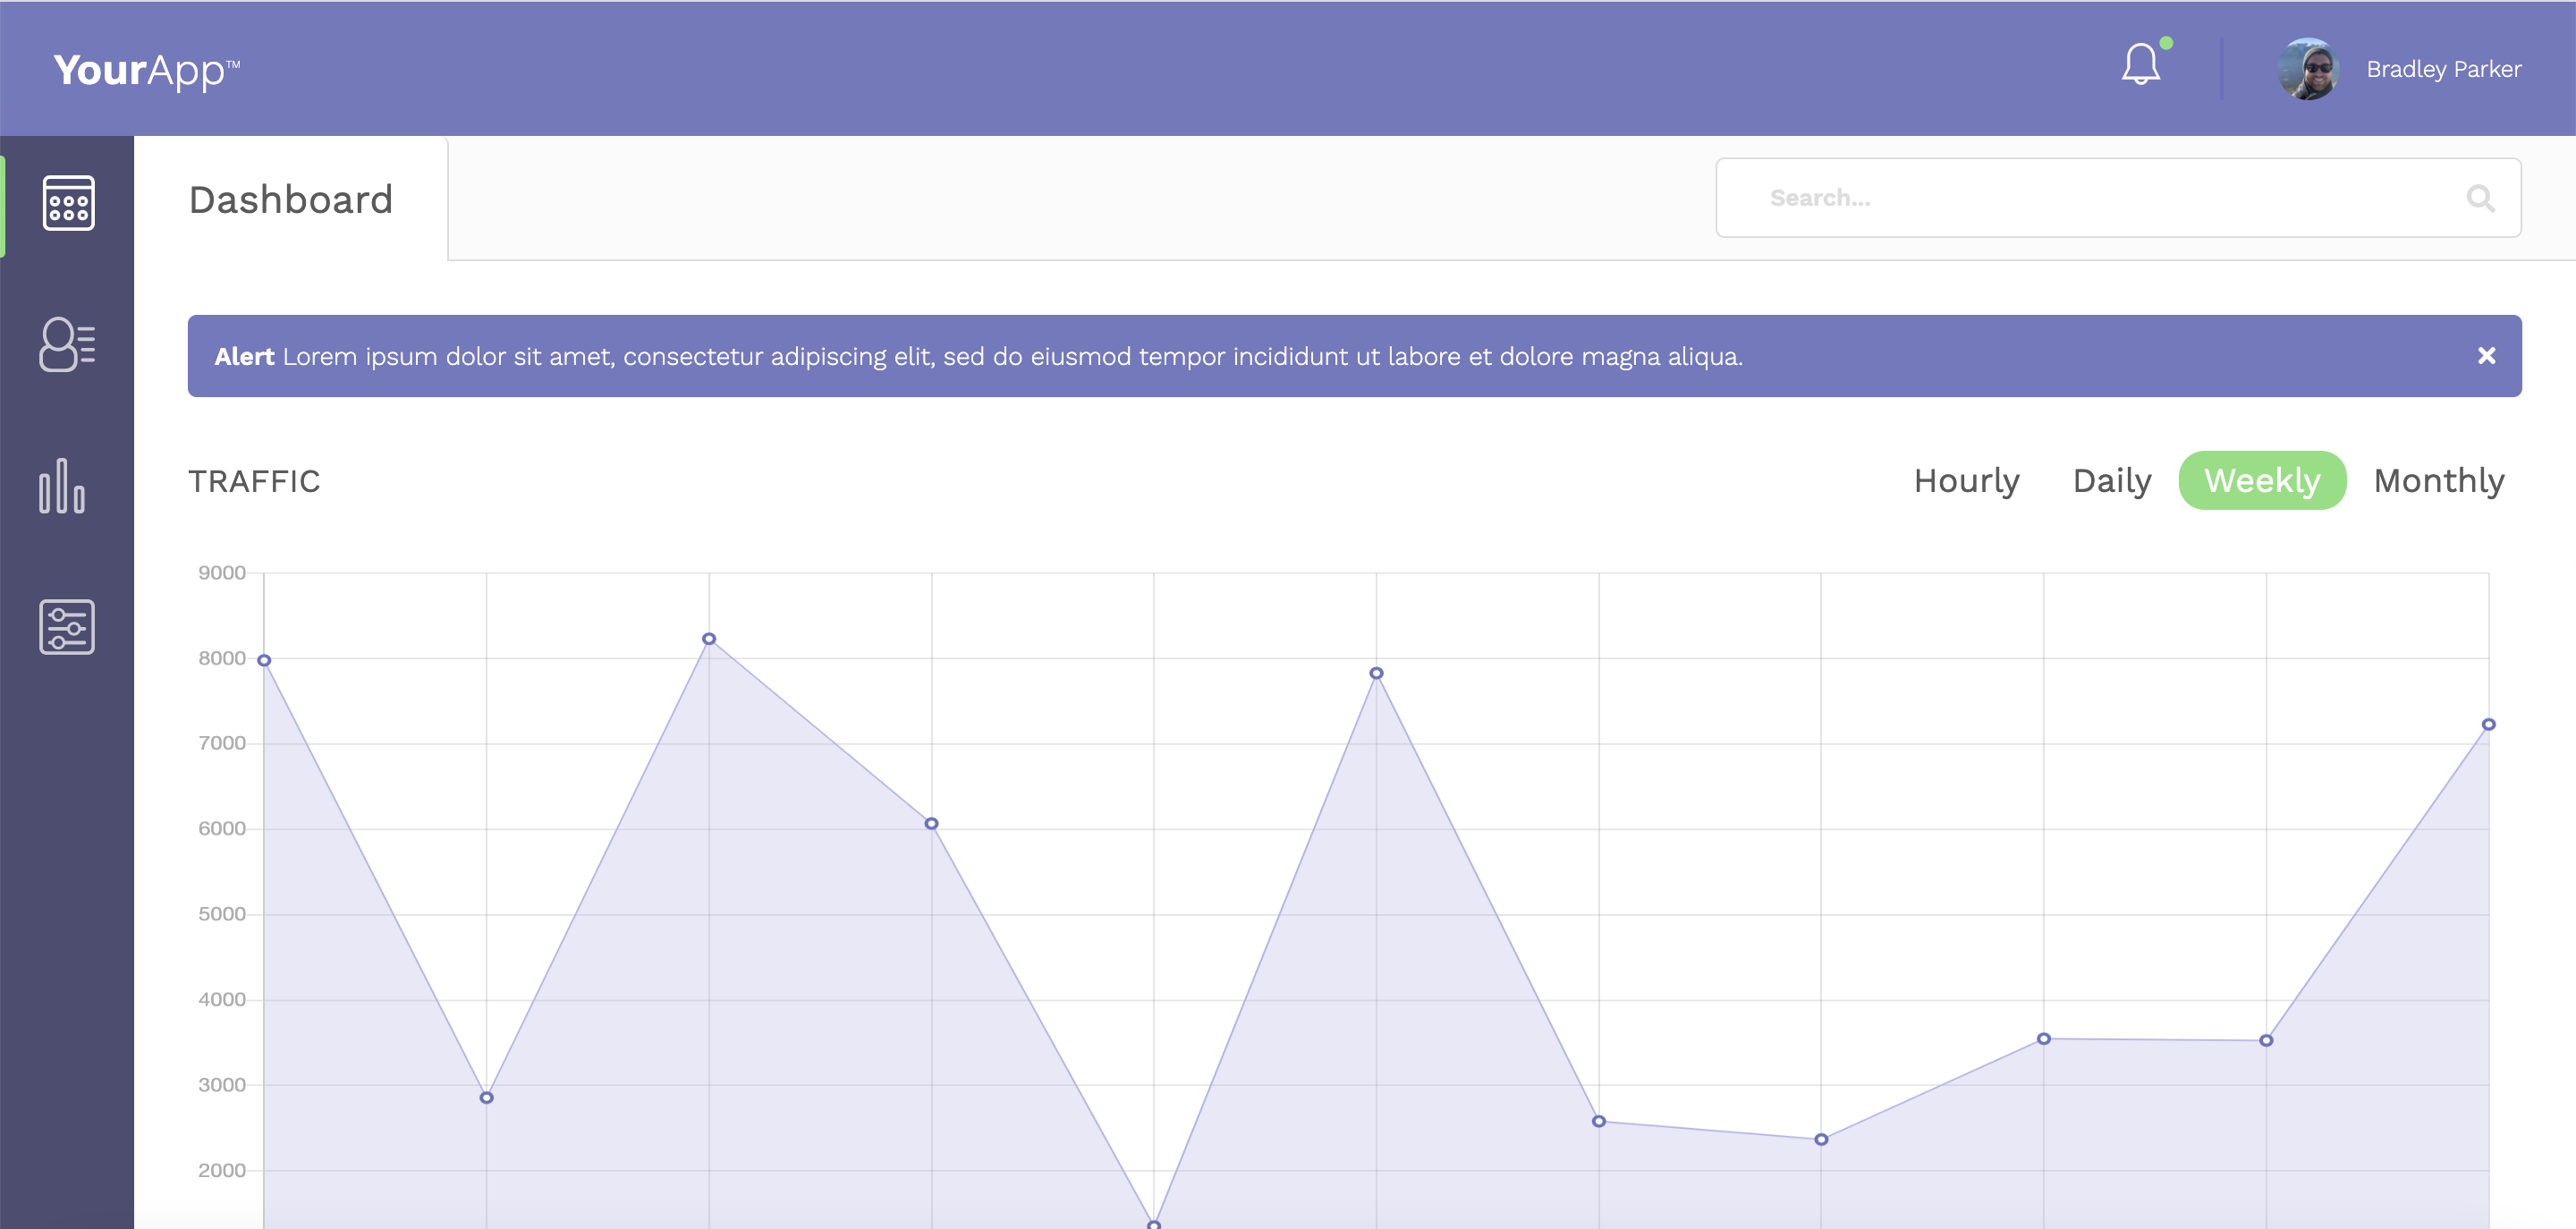 YourApp™
Bradley Parker
Dashboard
Search...
Alert Lorem ipsum dolor sit amet, consectetur adipiscing elit, sed do eiusmod tempor incididunt ut labore et dolore magna aliqua.
TRAFFIC
Hourly Daily Weekly Monthly
9000
8000
7000
6000
5000
4000
3000
2000